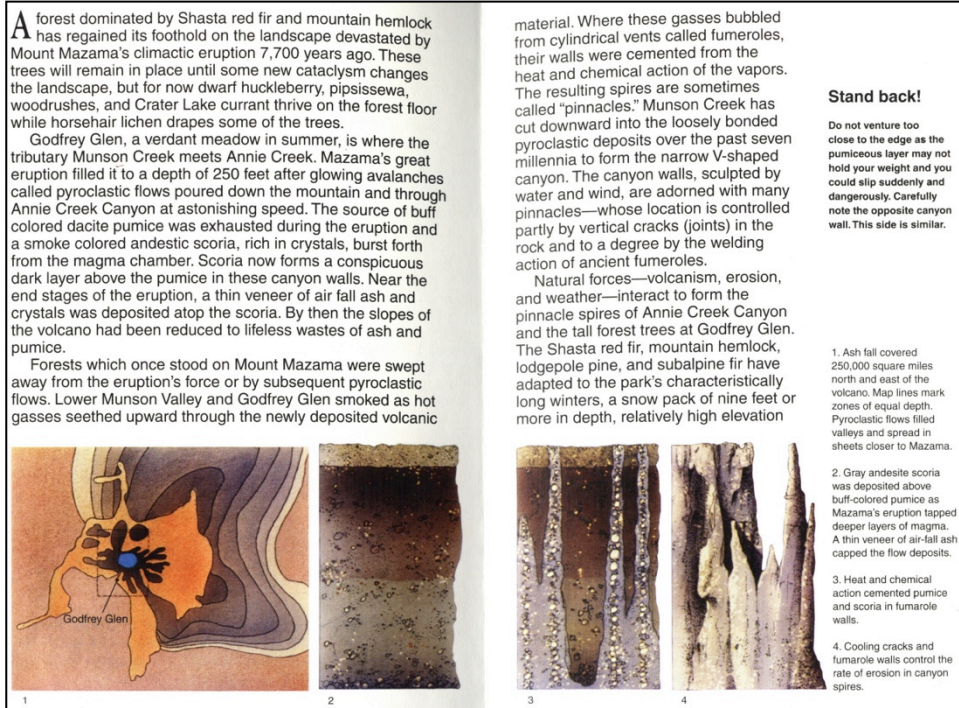 A forest dominated by Shasta red fir and mountain hemlock
has regained its foothold on the landscape devastated by
Mount Mazama's climactic eruption 7,700 years ago. These
trees will remain in place until some new cataclysm changes
the landscape, but for now dwarf huckleberry, pipsissewa,
woodrushes, and Crater Lake currant thrive on the forest floor
while horsehair lichen drapes some of the trees.
Godfrey Glen, a verdant meadow in summer, is where the
tributary Munson Creek meets Annie Creek. Mazama's great
eruption filled it to a depth of 250 feet after glowing avalanches
called pyroclastic flows poured down the mountain and through
Annie Creek Canyon at astonishing speed. The source of buff
colored dacite pumice was exhausted during the eruption and
a smoke colored andestic scoria, rich in crystals, burst forth
from the magma chamber. Scoria now forms a conspicuous
dark layer above the pumice in these canyon walls. Near the
end stages of the eruption, a thin veneer of air fall ash and
crystals was deposited atop the scoria. By then the slopes of
the volcano had been reduced to lifeless wastes of ash and
pumice.
Forests which once stood on Mount Mazama were swept
away from the eruption's force or by subsequent pyroclastic
flows. Lower Munson Valley and Godfrey Glen smoked as hot
gasses seethed upward through the newly deposited volcanic
material. Where these gasses bubbled
from cylindrical vents called fumeroles,
their walls were cemented from the
heat and chemical action of the vapors.
The resulting spires are sometimes
called "pinnacles." Munson Creek has
cut downward into the loosely bonded
pyroclastic deposits over the past seven
millennia to form the narrow V-shaped
canyon. The canyon walls, sculpted by
water and wind, are adorned with many
pinnacles—whose location is controlled
partly by vertical cracks (joints) in the
rock and to a degree by the welding
action of ancient fumeroles.
Natural forces—volcanism, erosion,
and weather—interact to form the
pinnacle spires of Annie Creek Canyon
and the tall forest trees at Godfrey Glen.
The Shasta red fir, mountain hemlock,
lodgepole pine, and subalpine fir have
adapted to the park's characteristically
long winters, a snow pack of nine feet or
more in depth, relatively high elevation
Stand back!
Do not venture too
close to the edge as the
pumiceous layer may not
hold your weight and you
could slip suddenly and
dangerously. Carefully
note the opposite canyon
wall. This side is similar.
1. Ash fall covered
250,000 square miles
north and east of the
volcano. Map lines mark
zones of equal depth.
Pyroclastic flows filled
valleys and spread in
sheets closer to Mazama.
2. Gray andesite scoria
was deposited above
buff-colored pumice as
Mazama's eruption tapped
deeper layers of magma.
A thin veneer of air-fall ash
capped the flow deposits.
3. Heat and chemical
action cemented pumice
and scoria in fumarole
walls.
4. Cooling cracks and
fumarole walls control the
rate of erosion in canyon
spires.
Godfrey Glen
1
2
3
4